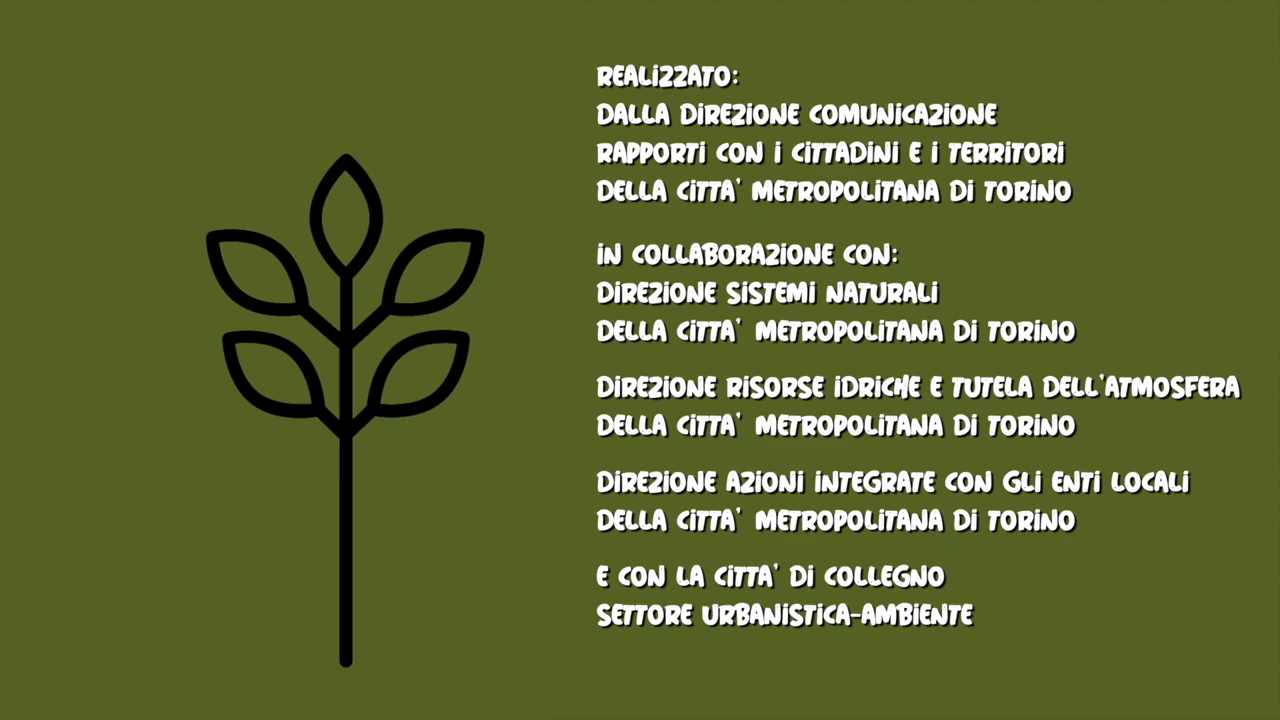 REALIZZATO:
DALLA DIREZIONE COMUNICAZIONE
RAPPORTI CON I CITTADINI E I TERRITORI
DELLA CITTA' METROPOLITANA DI TORINO
IN COLLABORAZIONE CON:
DIREZIONE SISTEMI NATURALI
DELLA CITTA' METROPOLITANA DI TORINO
DIREZIONE RISORSE IDRICHE E TUTELA DELL'ATMOSFERA
DELLA CITTA' METROPOLITANA DI TORINO
DIREZIONE AZIONI INTEGRATE CON GLI ENTI LOCALI
DELLA CITTA' METROPOLITANA DI TORINO
E CON LA CITTA' DI COLLEGNO
SETTORE URBANISTICA-AMBIENTE